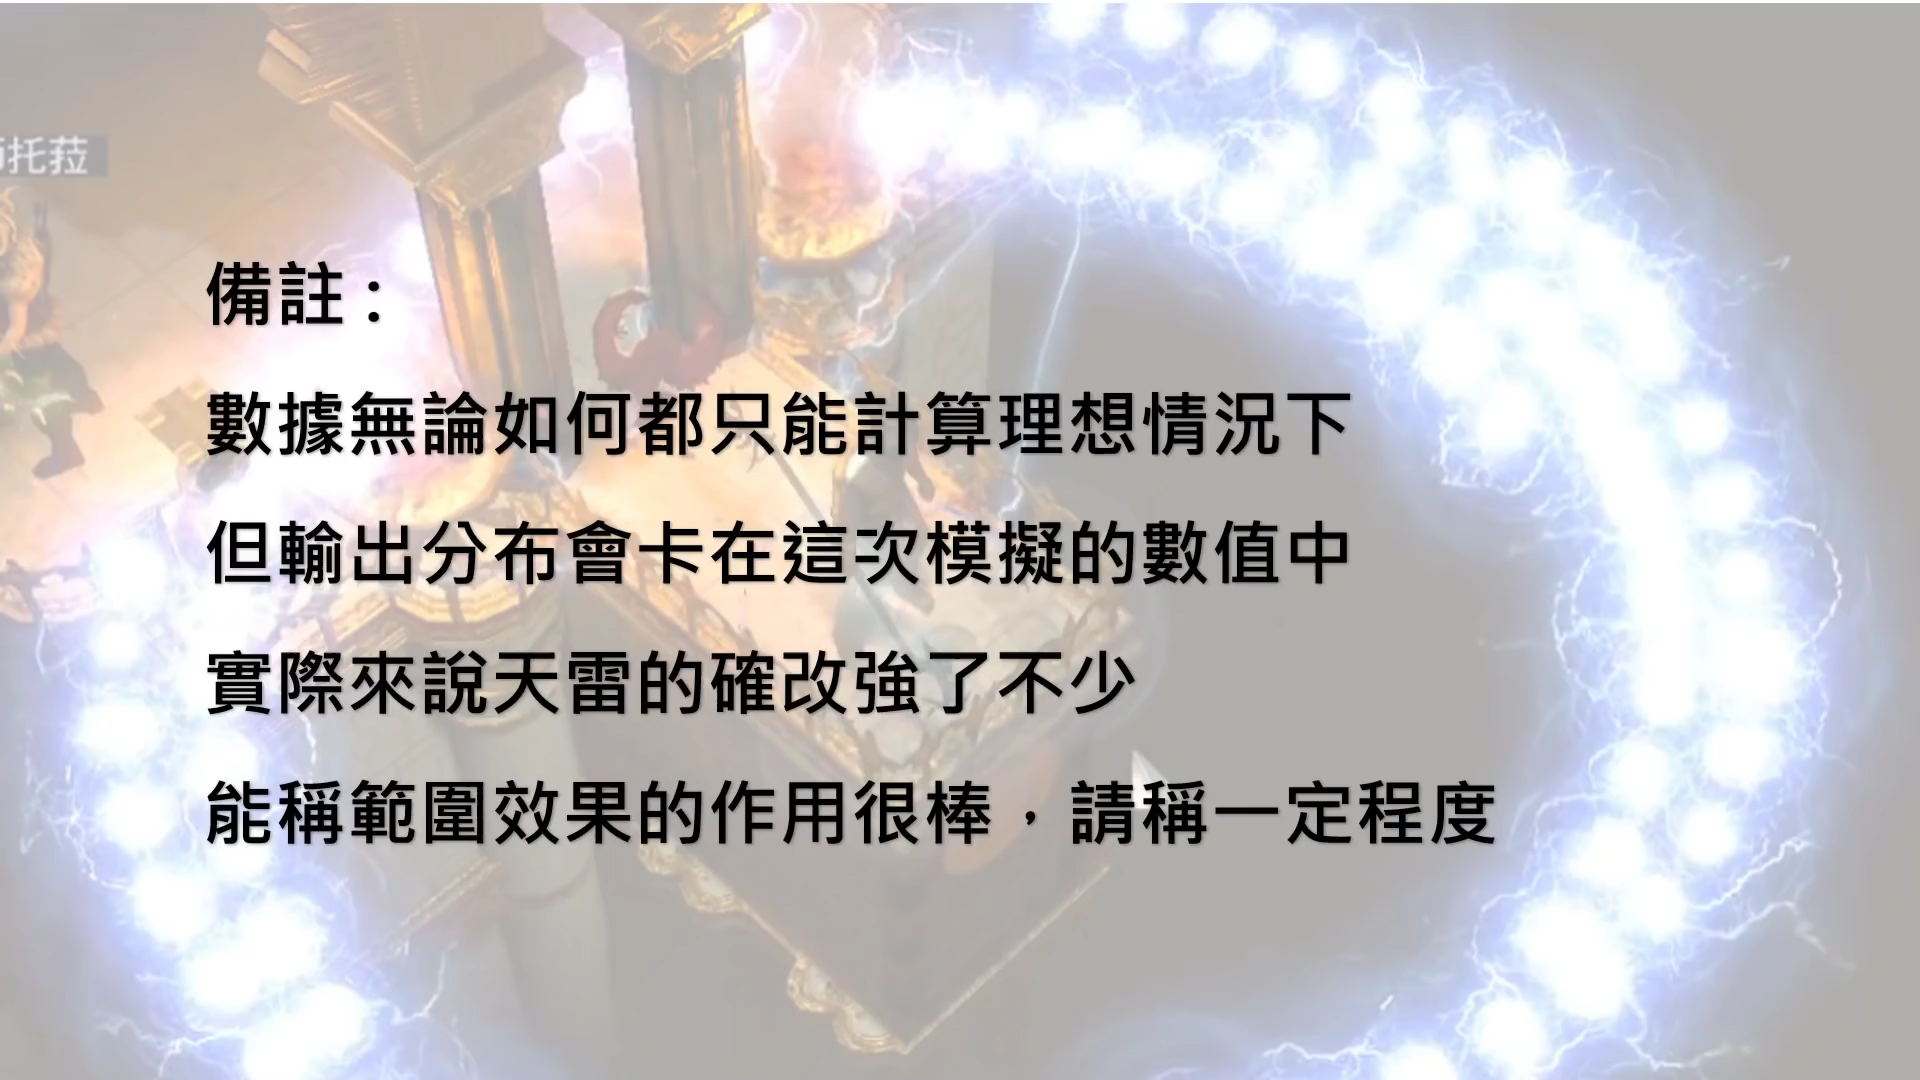 托菈
備註:
數據無論如何都只能計算理想情況下
但輸出分布會卡在這次模擬的數值中
實際來說天雷的確改強了不少
能稱範圍效果的作用很棒，請稱一定程度